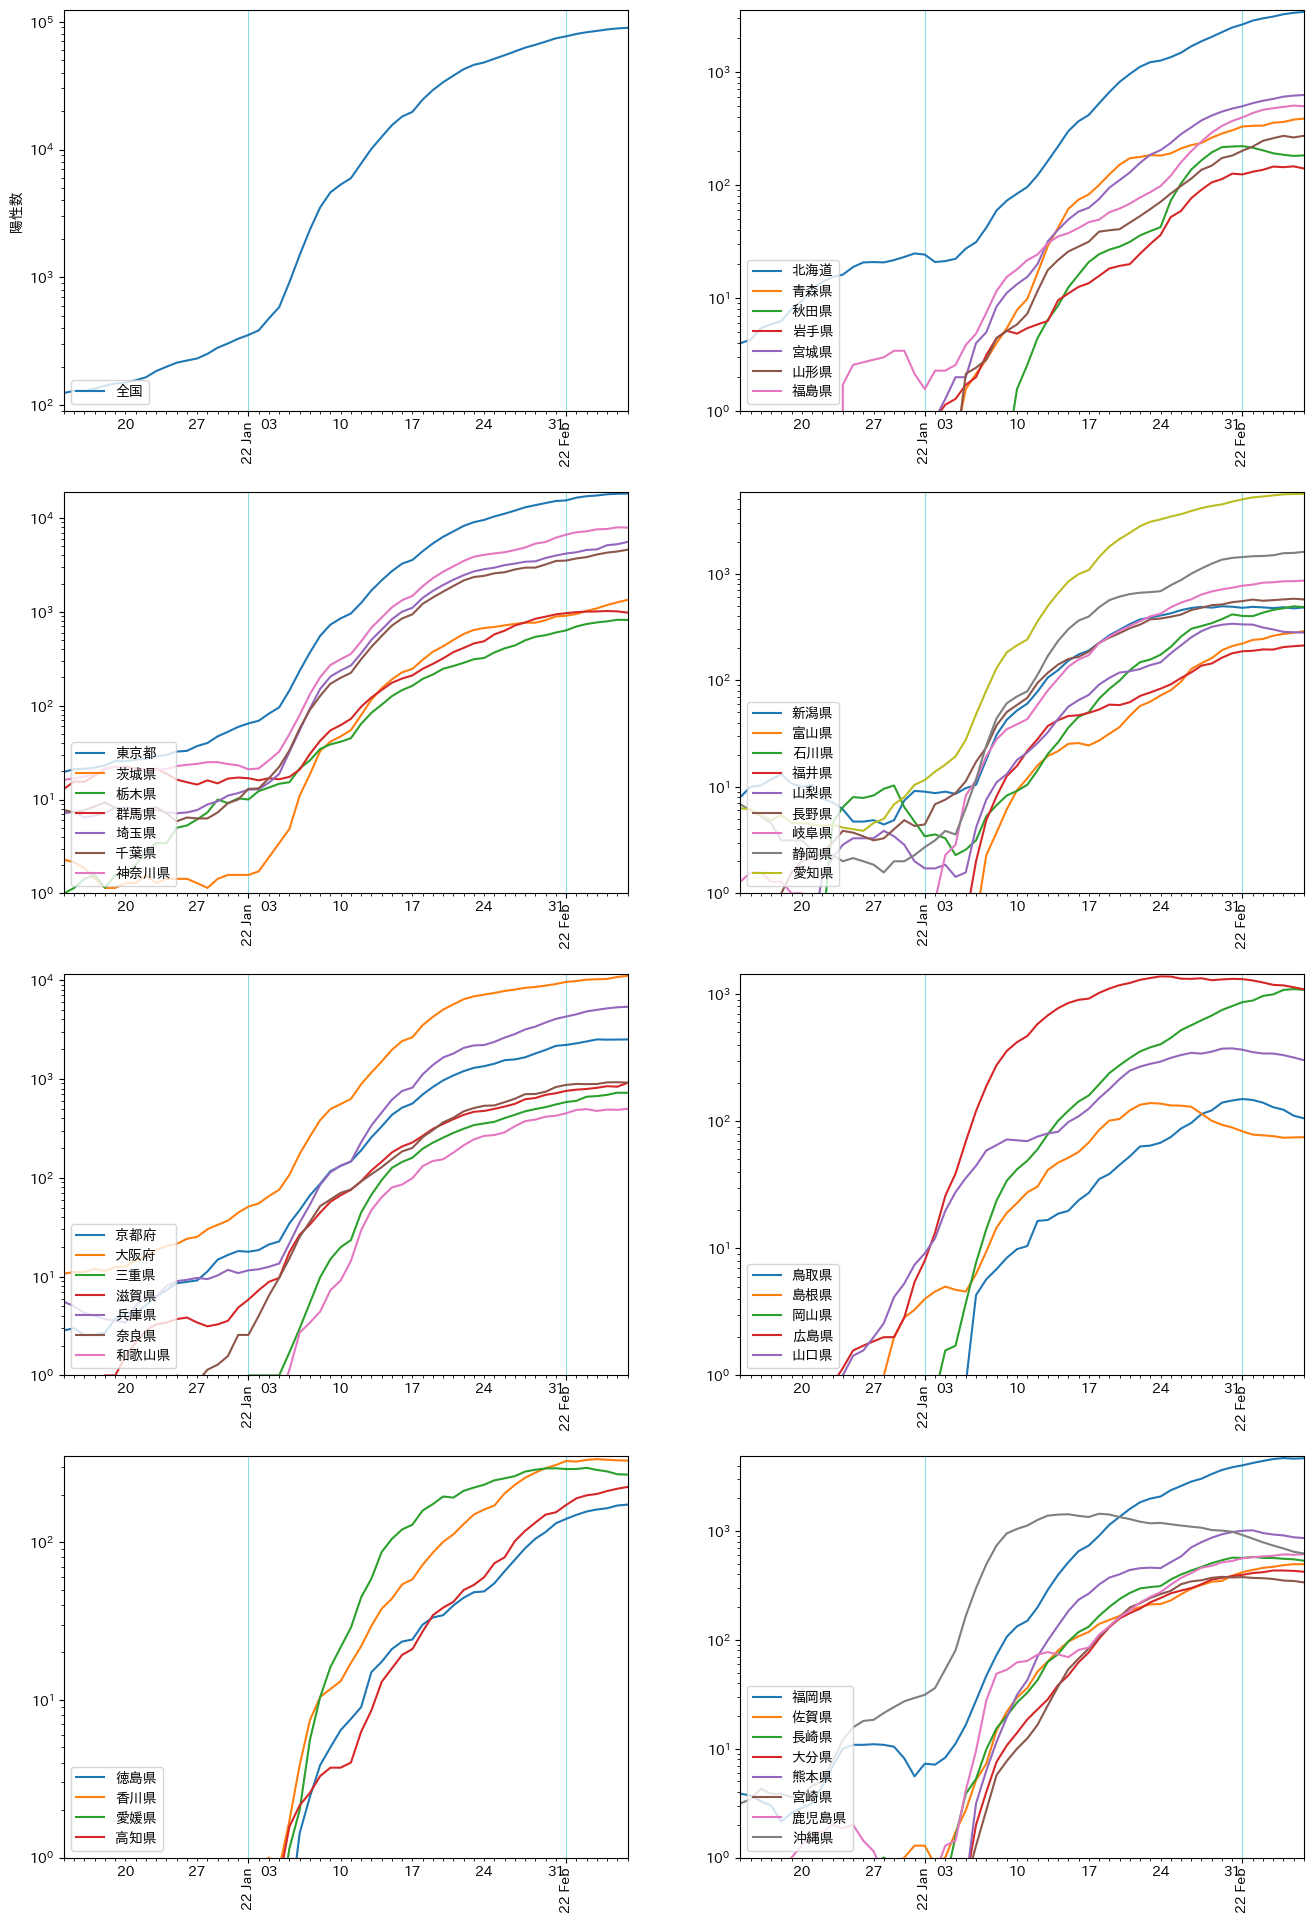 10^5
10^4
10^3
10^2
陽性数
全国
20 27 22 Jan 03 10 17 24 31 22 Feb
10^3
10^2
10^1
10^0
北海道
青森県
秋田県
岩手県
宮城県
山形県
福島県
20 27 22 Jan 03 10 17 24 31 22 Feb
10^4
10^3
10^2
10^1
10^0
東京都
茨城県
栃木県
群馬県
埼玉県
千葉県
神奈川県
20 27 22 Jan 03 10 17 24 31 22 Feb
10^3
10^2
10^1
10^0
新潟県
富山県
石川県
福井県
山梨県
長野県
岐阜県
静岡県
愛知県
20 27 22 Jan 03 10 17 24 31 22 Feb
10^4
10^3
10^2
10^1
10^0
京都府
大阪府
三重県
滋賀県
兵庫県
奈良県
和歌山県
20 27 22 Jan 03 10 17 24 31 22 Feb
10^3
10^2
10^1
10^0
鳥取県
島根県
岡山県
広島県
山口県
20 27 22 Jan 03 10 17 24 31 22 Feb
10^2
10^1
10^0
徳島県
香川県
愛媛県
高知県
20 27 22 Jan 03 10 17 24 31 22 Feb
10^3
10^2
10^1
10^0
福岡県
佐賀県
長崎県
大分県
熊本県
宮崎県
鹿児島県
沖縄県
20 27 22 Jan 03 10 17 24 31 22 Feb